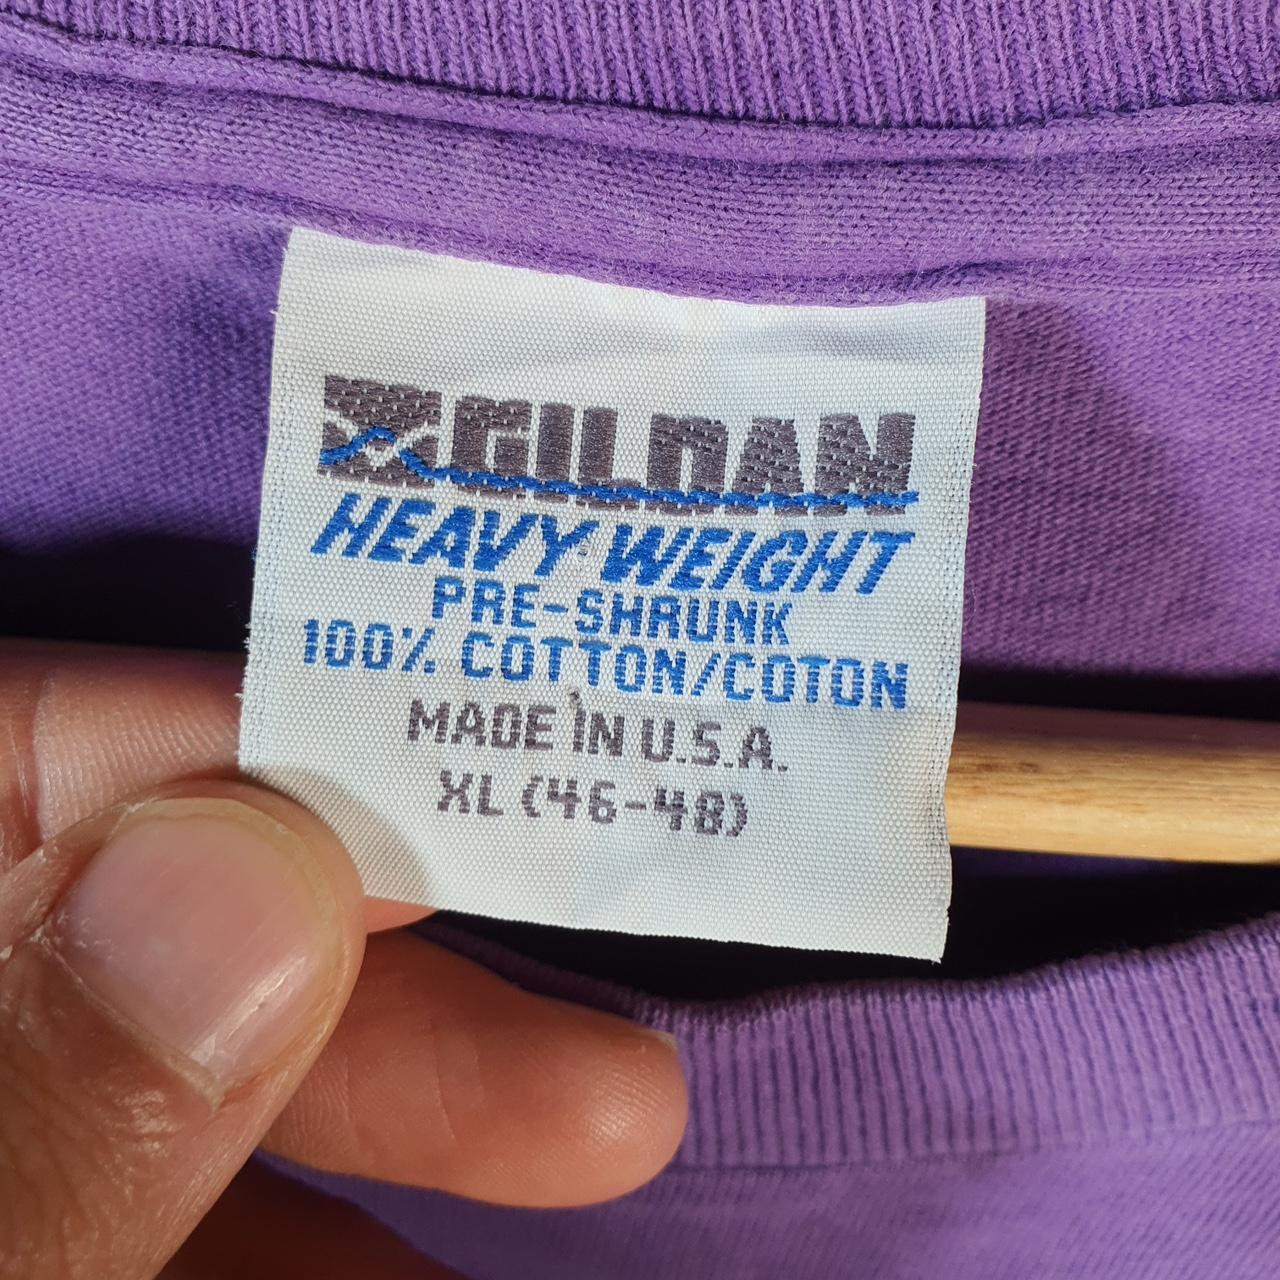 GILDAN
HEAVY WEIGHT
PRE-SHRUNK
100% COTTON/COTON
MADE IN U.S.A.
XL (46-48)